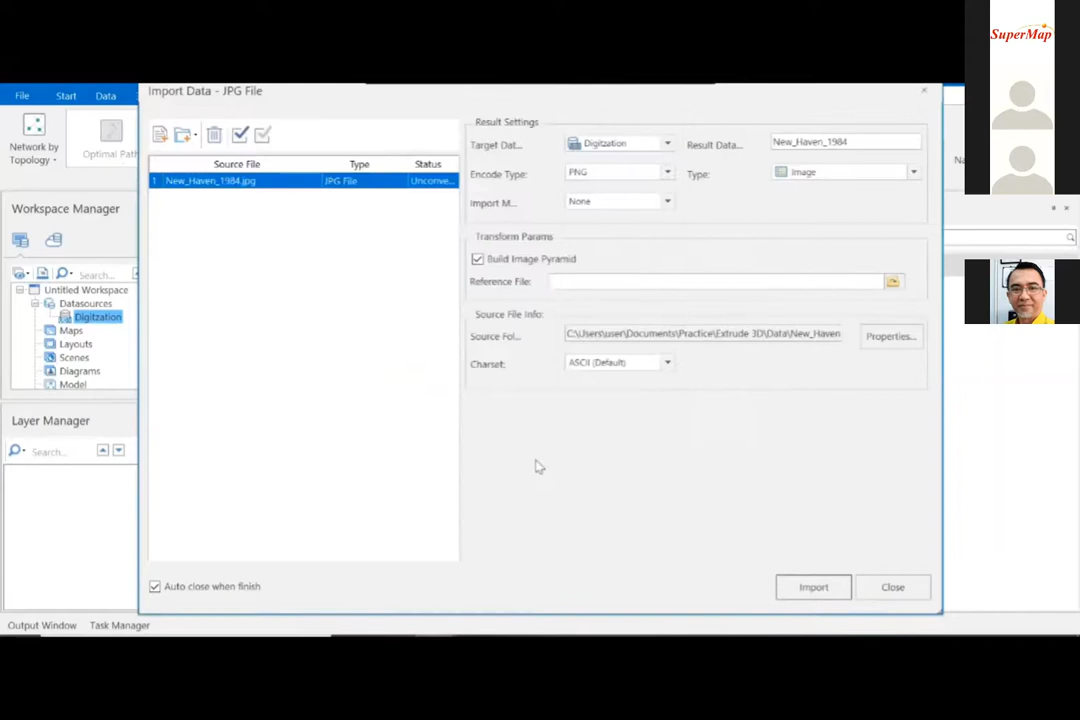 SuperMap
Import Data - JPG File
File Start Data
Network by
Topology
Optimal Path
Workspace Manager
Search...
Untitled Workspace
Datasources
Digitzation
Maps
Layouts
Scenes
Diagrams
Model
Layer Manager
Search...
Source File Type Status
1 New_Haven_1984.jpg JPG File Unconve...
Result Settings
Target Dat... Digitzation Result Data... New_Haven_1984
Encode Type: PNG Type: Image
Import M... None
Transform Params
Build Image Pyramid
Reference File:
Source File Info:
Source Fol... C:\Users\user\Documents\Practice\Extrude 3D\Data\New_Haven Properties...
Charset: ASCII (Default)
Auto close when finish
Import Close
Output Window Task Manager